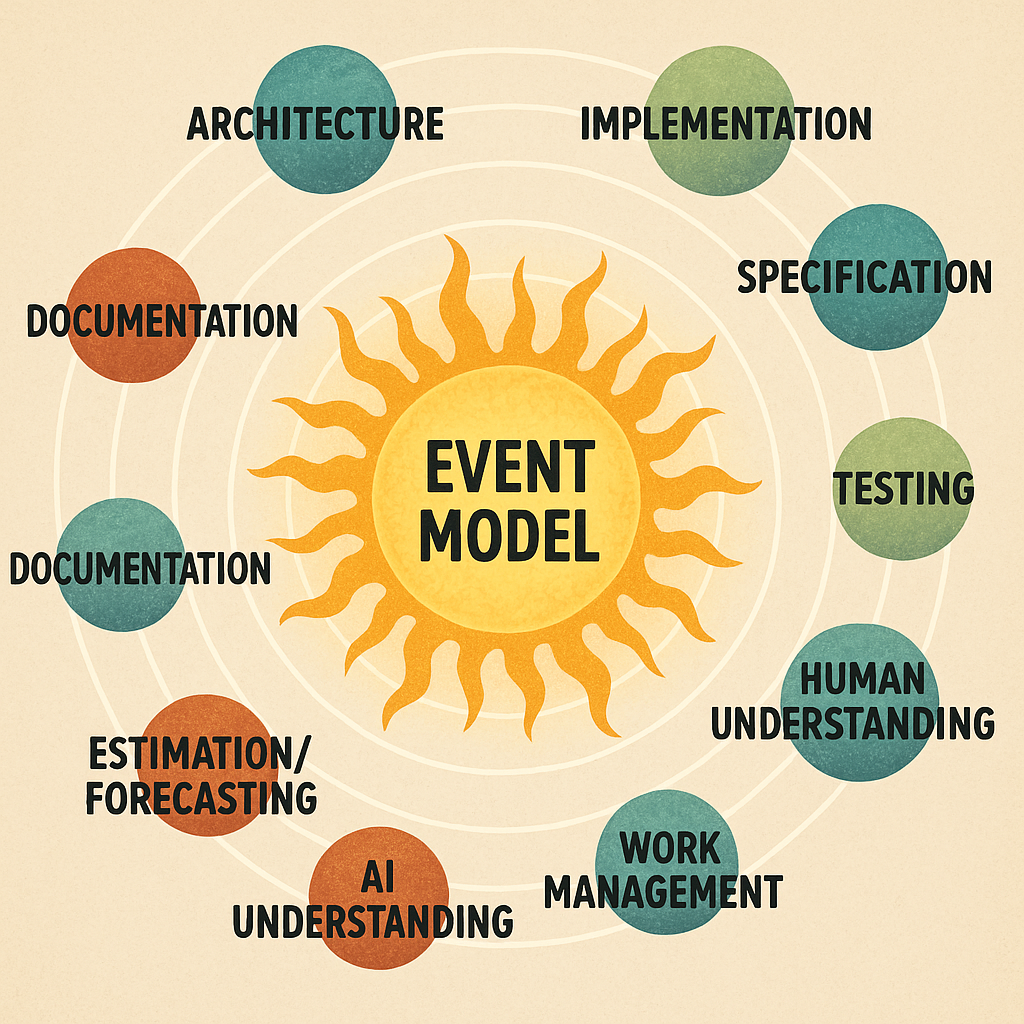 ARCHITECTURE
IMPLEMENTATION
SPECIFICATION
DOCUMENTATION
EVENT
MODEL
TESTING
DOCUMENTATION
HUMAN
UNDERSTANDING
ESTIMATION/
FORECASTING
WORK
MANAGEMENT
AI
UNDERSTANDING